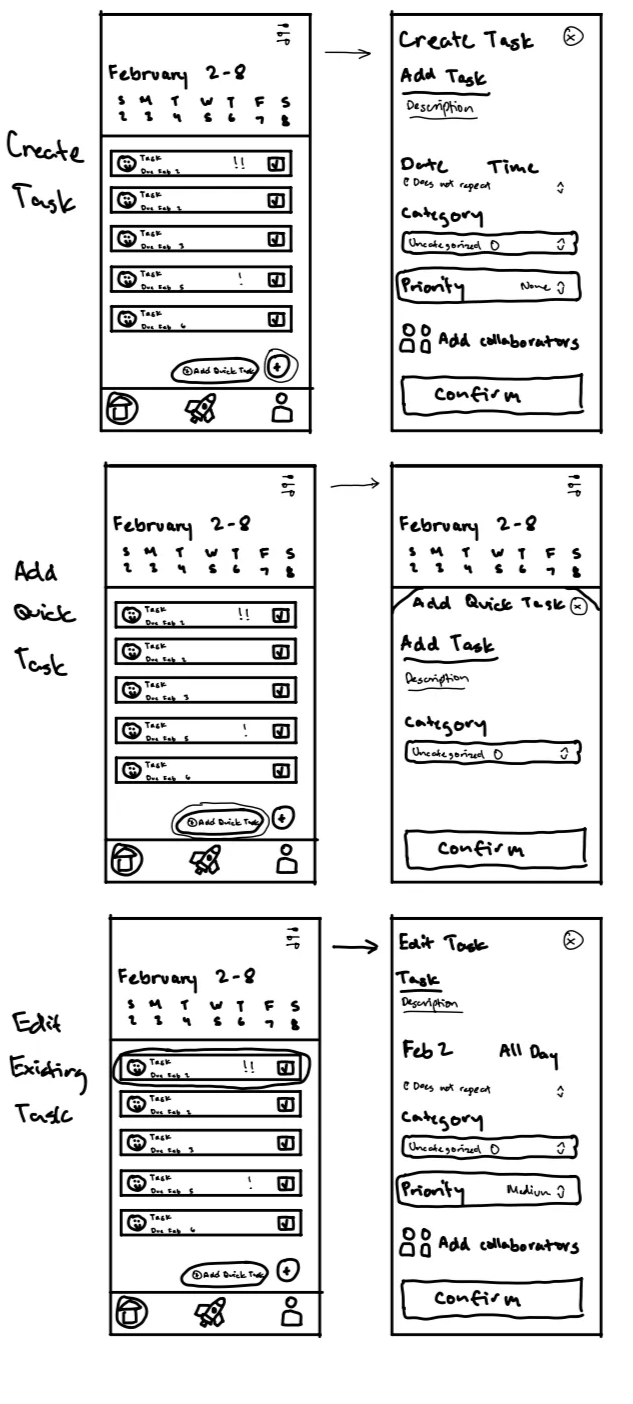 Create
Task
February 2-8
S M T W T F S
2 3 4 5 6 7 8
Task
Due Feb 2
!!
Task
Due Feb 2
Task
Due Feb 3
Task
Due Feb 5
!
Task
Due Feb 6
Add Quick Task
+
Create Task
x
Add Task
Description
Date Time
Does not repeat
Category
Uncategorized
Priority None
Add collaborators
Confirm
Add
Quick
Task
February 2-8
S M T W T F S
2 3 4 5 6 7 8
Task
Due Feb 2
!!
Task
Due Feb 2
Task
Due Feb 3
Task
Due Feb 5
!
Task
Due Feb 6
Add Quick Task
+
February 2-8
S M T W T F S
2 3 4 5 6 7 8
Add Quick Task
x
Add Task
Description
Category
Uncategorized
Confirm
Edit
Existing
Task
February 2-8
S M T W T F S
2 3 4 5 6 7 8
Task
Due Feb 2
!!
Task
Due Feb 2
Task
Due Feb 3
Task
Due Feb 5
!
Task
Due Feb 6
Add Quick Task
+
Edit Task
x
Task
Description
Feb 2 All Day
Does not repeat
Category
Uncategorized
Priority Medium
Add collaborators
Confirm